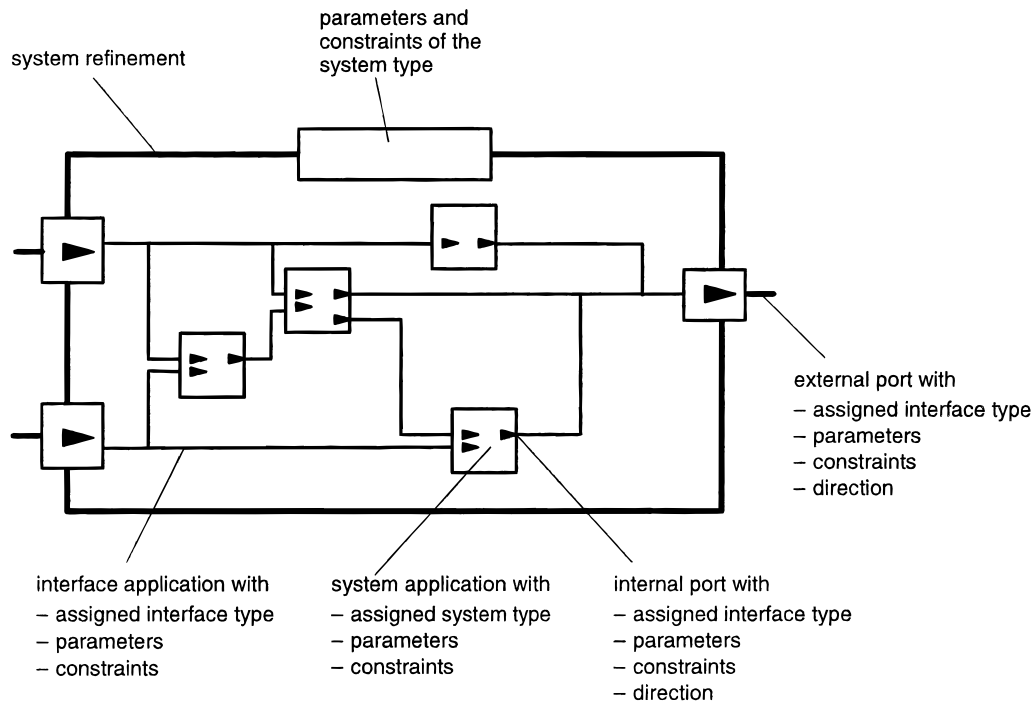 parameters and
constraints of the
system type
system refinement
external port with
– assigned interface type
– parameters
– constraints
– direction
interface application with
– assigned interface type
– parameters
– constraints
system application with
– assigned system type
– parameters
– constraints
internal port with
– assigned interface type
– parameters
– constraints
– direction